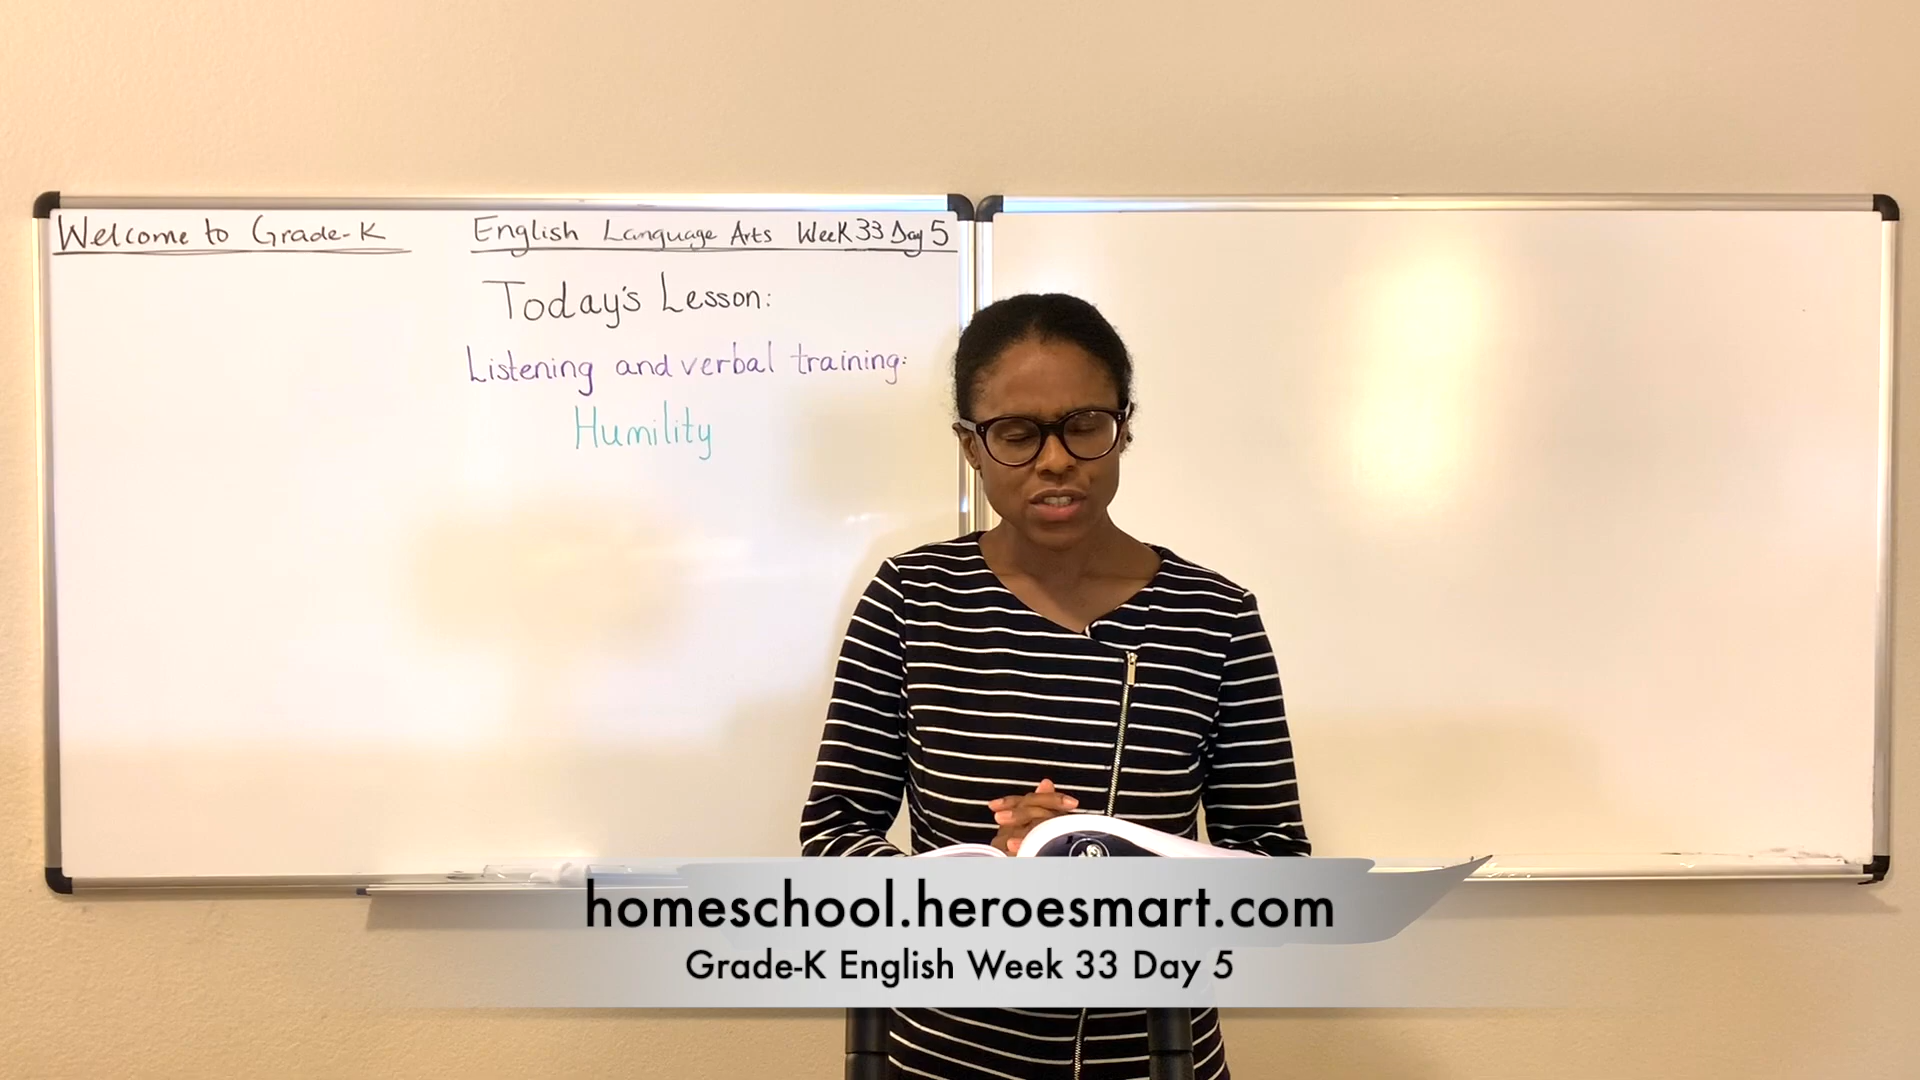 Welcome to Grade-K
English Language Arts Week 33 Day 5
Today's Lesson:
Listening and verbal training:
Humility
homeschool.heroesmart.com
Grade-K English Week 33 Day 5